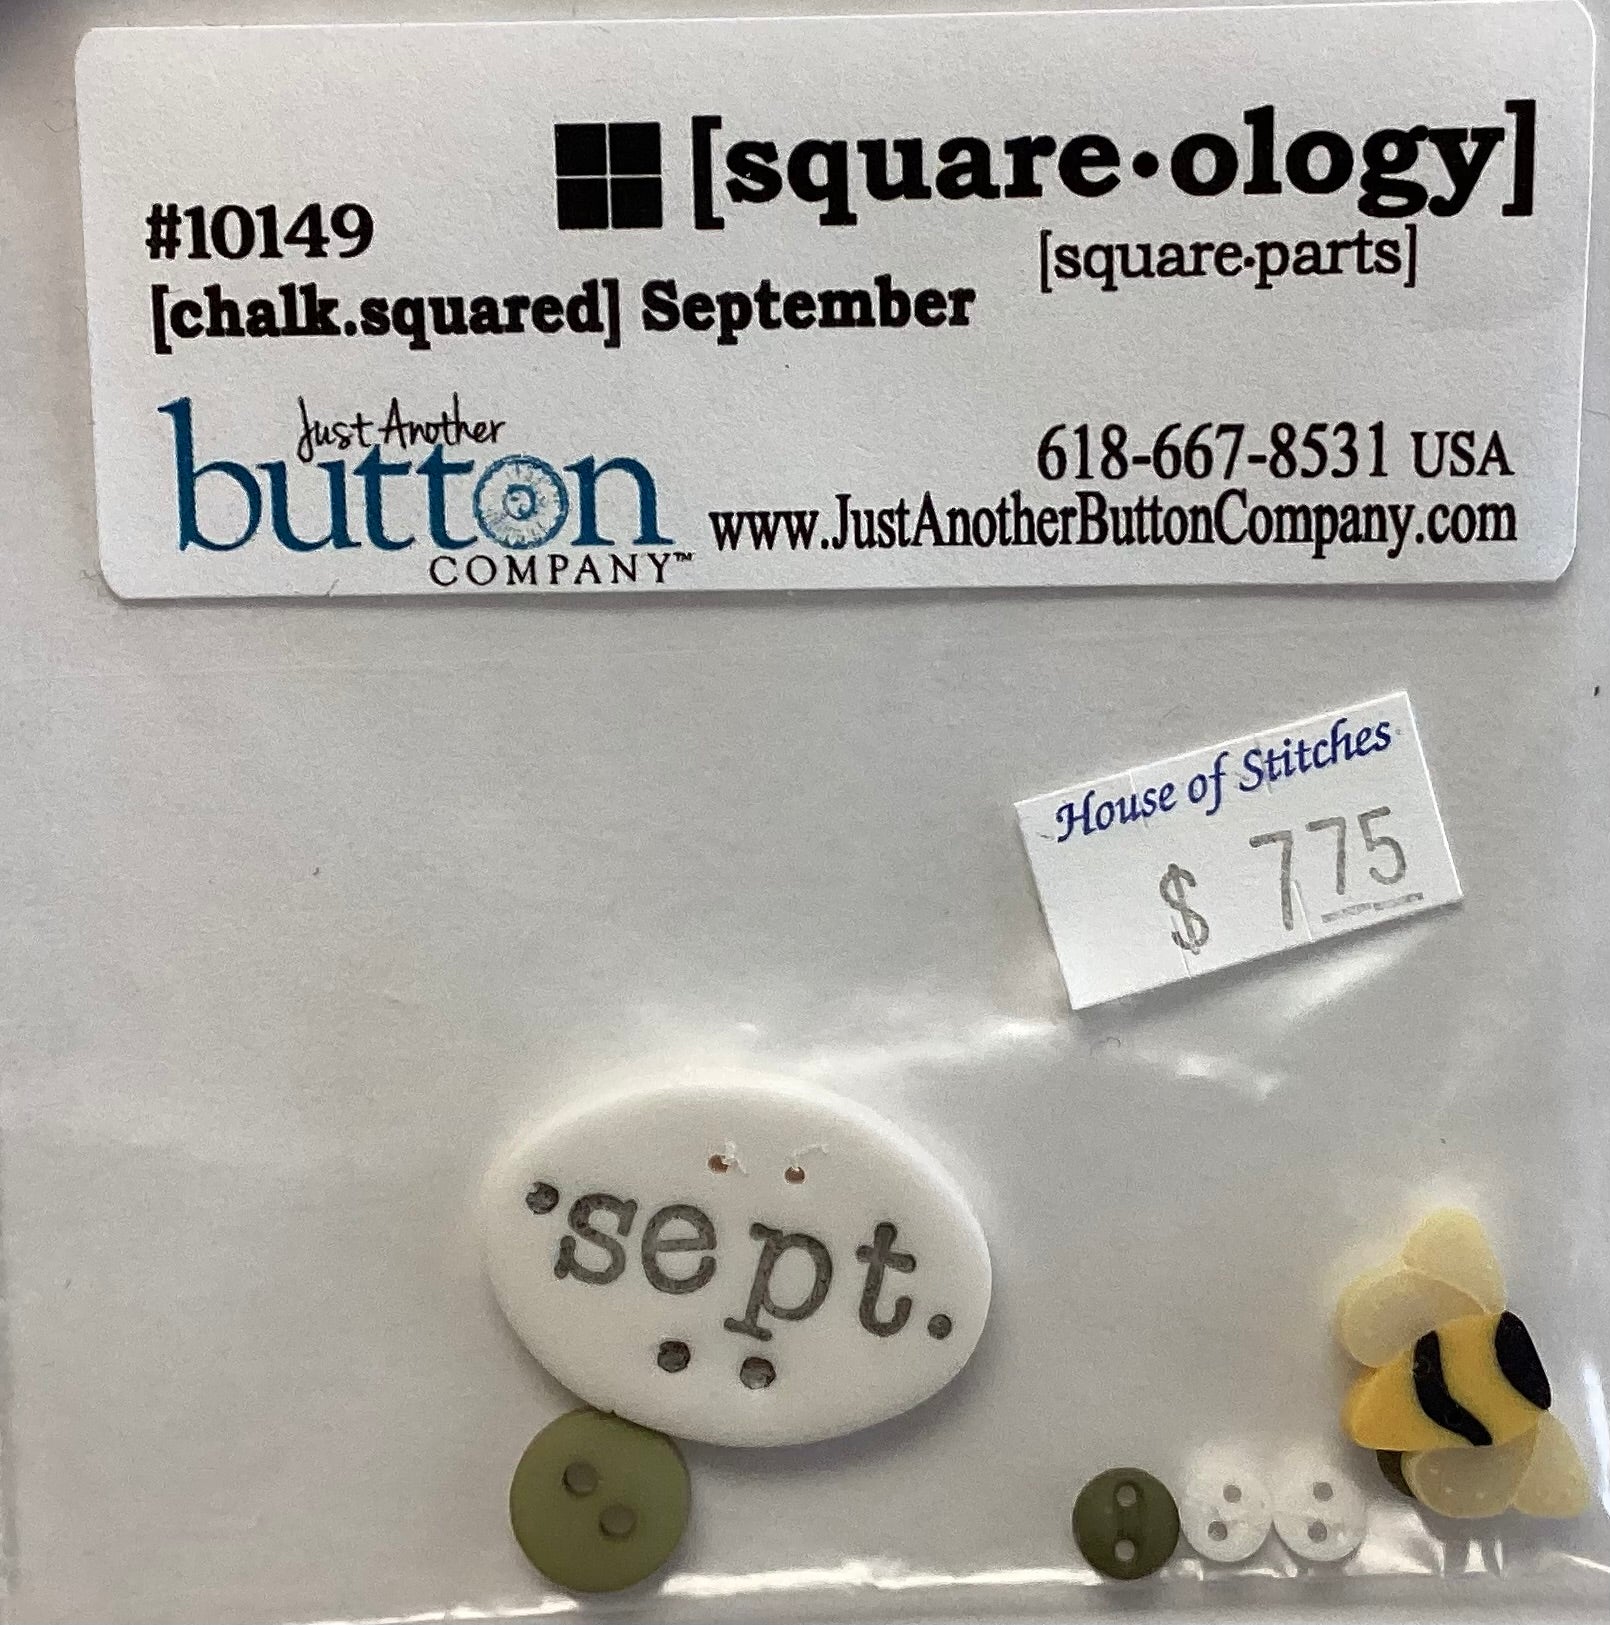 [square•ology]
[square•parts]
#10149
[chalk.squared] September
Just Another
button
COMPANY™
618-667-8531 USA
www.JustAnotherButtonCompany.com
House of Stitches
$ 775
sept.